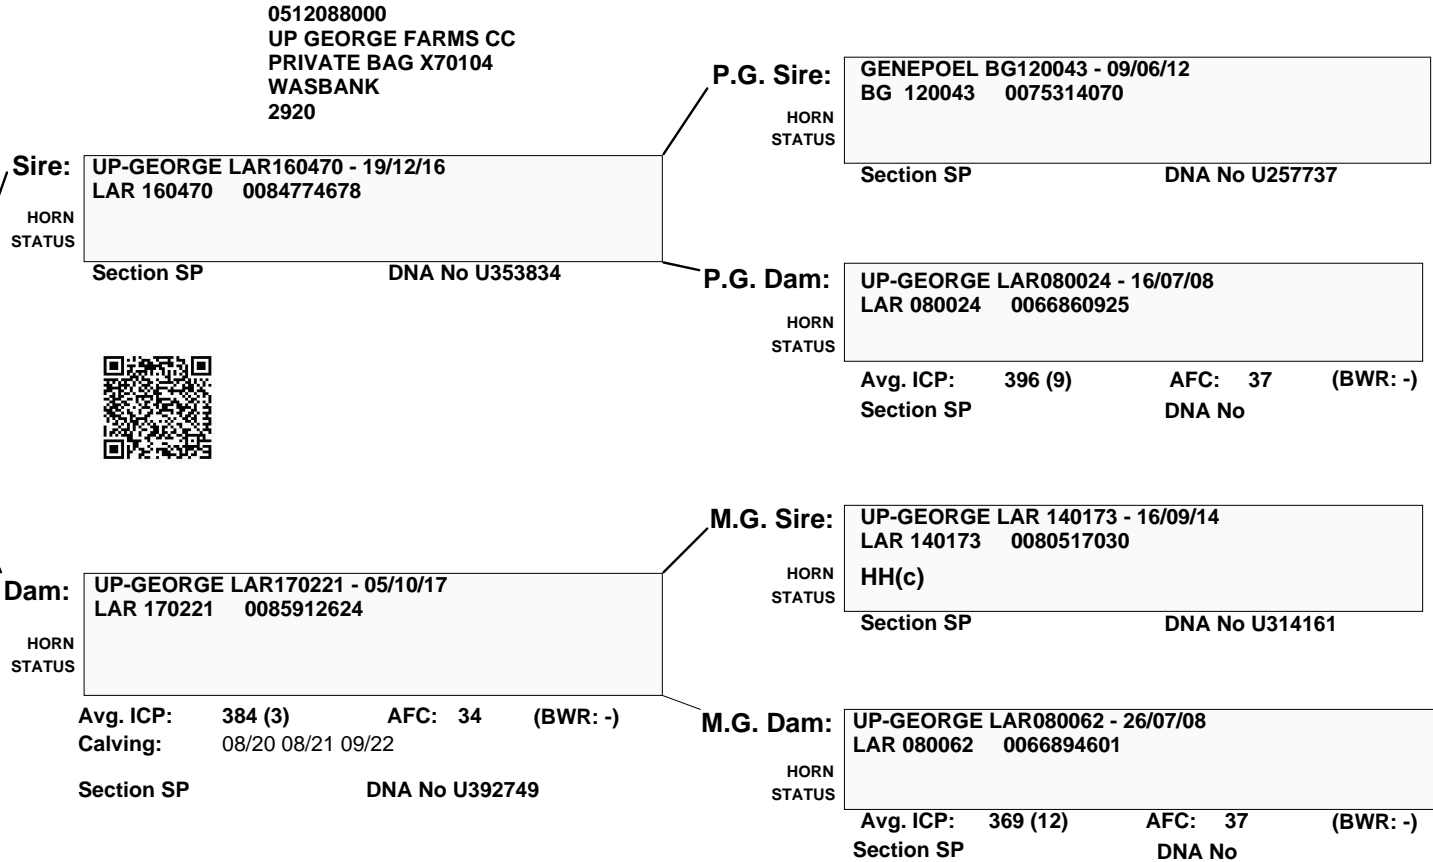 0512088000
UP GEORGE FARMS CC
PRIVATE BAG X70104
WASBANK
2920
Sire: UP-GEORGE LAR160470 - 19/12/16
LAR 160470 0084774678
HORN
STATUS
Section SP DNA No U353834
P.G. Sire: GENEPOEL BG120043 - 09/06/12
BG 120043 0075314070
HORN
STATUS
Section SP DNA No U257737
P.G. Dam: UP-GEORGE LAR080024 - 16/07/08
LAR 080024 0066860925
HORN
STATUS
Avg. ICP: 396 (9) AFC: 37 (BWR: -)
Section SP DNA No
Dam: UP-GEORGE LAR170221 - 05/10/17
LAR 170221 0085912624
HORN
STATUS
Avg. ICP: 384 (3) AFC: 34 (BWR: -)
Calving: 08/20 08/21 09/22
Section SP DNA No U392749
M.G. Sire: UP-GEORGE LAR 140173 - 16/09/14
LAR 140173 0080517030
HORN
STATUS HH(c)
Section SP DNA No U314161
M.G. Dam: UP-GEORGE LAR080062 - 26/07/08
LAR 080062 0066894601
HORN
STATUS
Avg. ICP: 369 (12) AFC: 37 (BWR: -)
Section SP DNA No